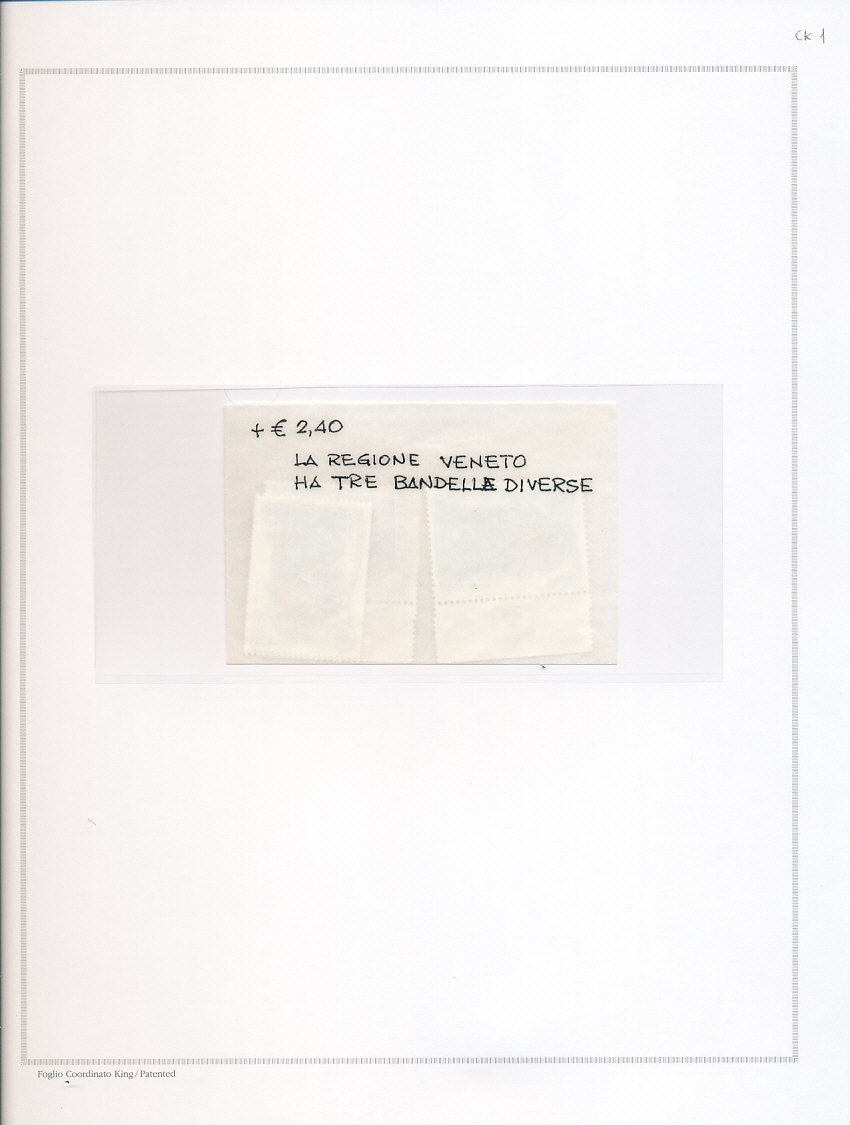 CK 1
+ € 2,40
LA REGIONE VENETO
HA TRE BANDELLE DIVERSE
Foglio Coordinato King/Patented